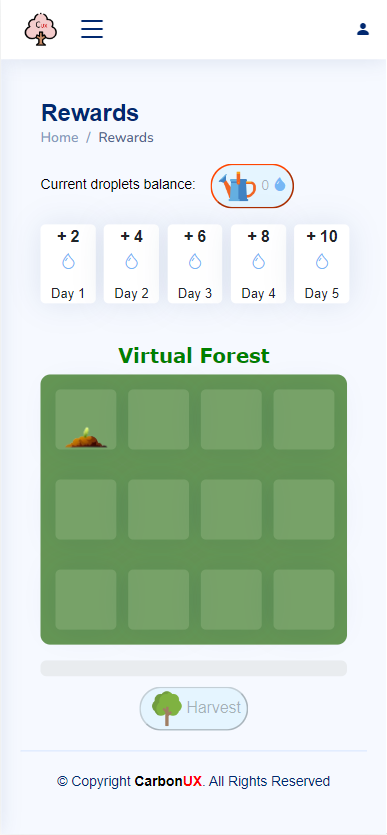 CUX
Rewards
Home / Rewards
Current droplets balance: 0
+ 2 + 4 + 6 + 8 + 10
Day 1 Day 2 Day 3 Day 4 Day 5
Virtual Forest
Harvest
© Copyright CarbonUX. All Rights Reserved